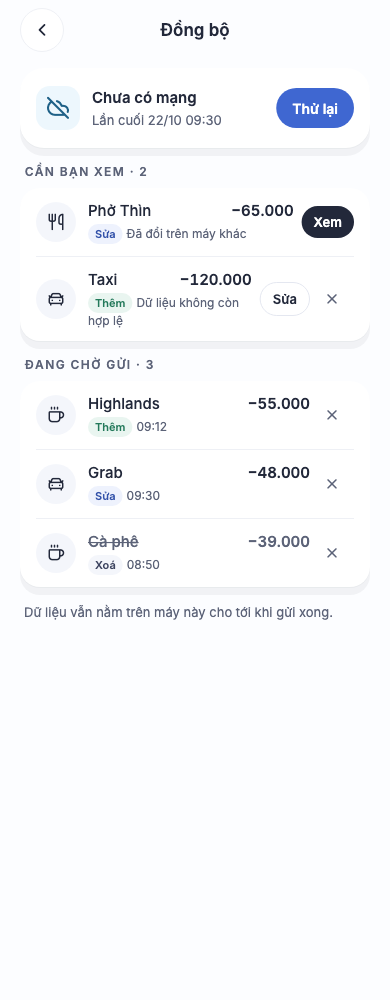 Đồng bộ
Chưa có mạng
Lần cuối 22/10 09:30
Thử lại
CẦN BẠN XEM · 2
Phở Thìn
−65.000
Sửa Đã đổi trên máy khác
Xem
Taxi
−120.000
Thêm Dữ liệu không còn
hợp lệ
Sửa
ĐANG CHỜ GỬI · 3
Highlands
−55.000
Thêm 09:12
Grab
−48.000
Sửa 09:30
Cà phê
−39.000
Xoá 08:50
Dữ liệu vẫn nằm trên máy này cho tới khi gửi xong.